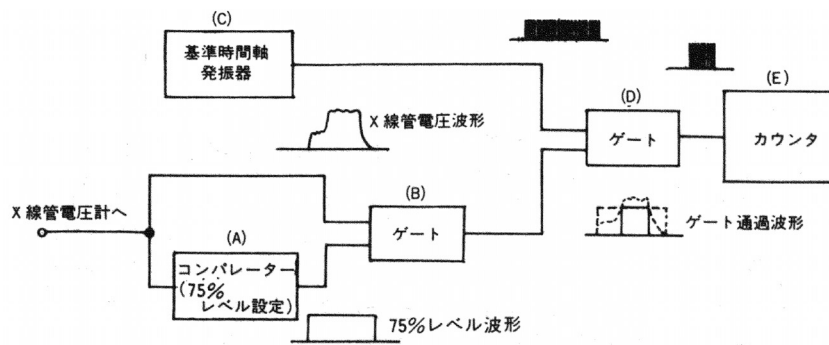 (C)
基準時間軸
発振器
X線管電圧波形
(D)
ゲート
(E)
カウンタ
(B)
ゲート
ゲート通過波形
X線管電圧計へ
(A)
コンパレーター
(75%
レベル設定)
75%レベル波形